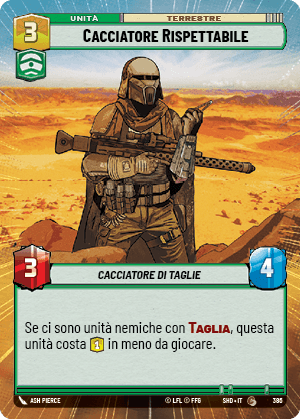 UNITÀ TERRESTRE
3 CACCIATORE RISPETTABILE
3 CACCIATORE DI TAGLIE 4
Se ci sono unità nemiche con TAGLIA, questa
unità costa 1 in meno da giocare.
ASH PIERCE © LFL © FFG SHD • IT 386